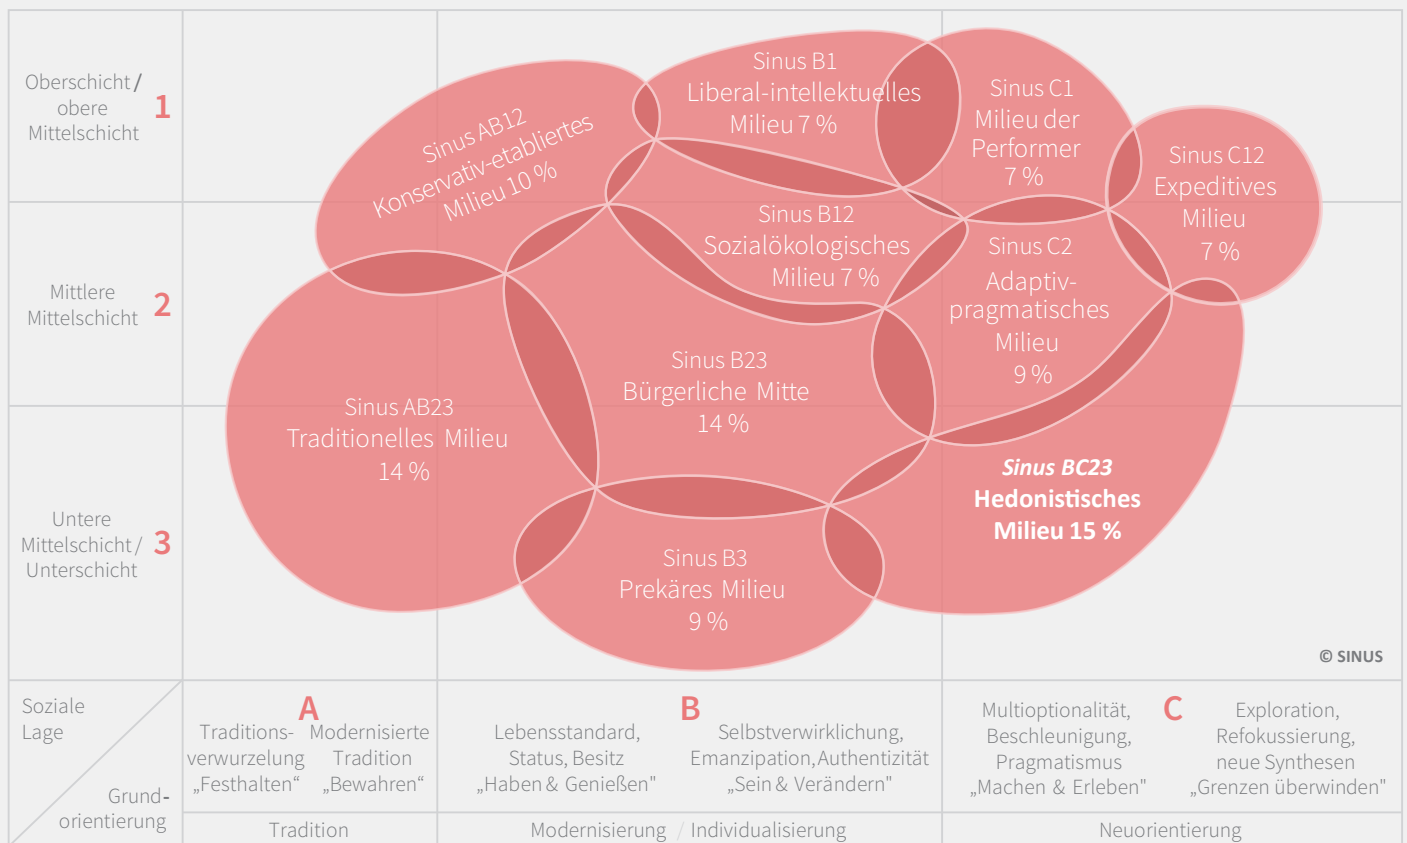 Oberschicht /
obere
Mittelschicht
1
Mittlere
Mittelschicht
2
Untere
Mittelschicht /
Unterschicht
3
Sinus AB12
Konservativ-etabliertes
Milieu 10 %
Sinus B1
Liberal-intellektuelles
Milieu 7 %
Sinus C1
Milieu der
Performer
7 %
Sinus C12
Expeditives
Milieu
7 %
Sinus B12
Sozialökologisches
Milieu 7 %
Sinus C2
Adaptiv-
pragmatisches
Milieu
9 %
Sinus AB23
Traditionelles Milieu
14 %
Sinus B23
Bürgerliche Mitte
14 %
Sinus BC23
Hedonistisches
Milieu 15 %
Sinus B3
Prekäres Milieu
9 %
© SINUS
Soziale
Lage
Grund-
orientierung
A
Traditions-
verwurzelung
„Festhalten“
Modernisierte
Tradition
„Bewahren“
B
Lebensstandard,
Status, Besitz
„Haben & Genießen"
Selbstverwirklichung,
Emanzipation, Authentizität
„Sein & Verändern"
C
Multioptionalität,
Beschleunigung,
Pragmatismus
„Machen & Erleben"
Exploration,
Refokussierung,
neue Synthesen
„Grenzen überwinden"
Tradition
Modernisierung / Individualisierung
Neuorientierung